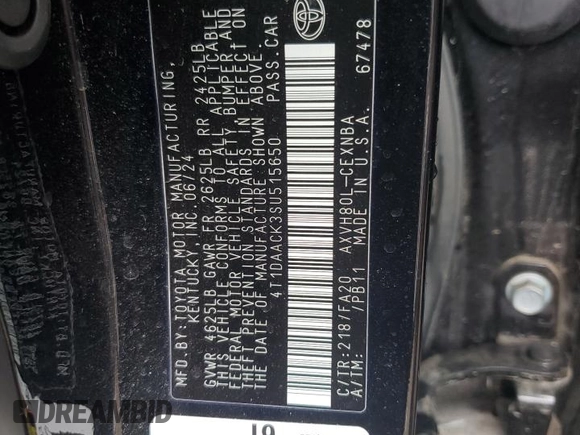 MFD. BY: TOYOTA MOTOR MANUFACTURING,
KENTUCKY, INC. 06/24
GVWR 4625LB GAWR FR 2625LB RR 2425LB
THIS VEHICLE CONFORMS TO ALL APPLICABLE
FEDERAL MOTOR VEHICLE SAFETY, BUMPER, AND
THEFT PREVENTION STANDARDS IN EFFECT ON
THE DATE OF MANUFACTURE SHOWN ABOVE.
4T1DAACK3SU515650 PASS. CAR
C/TR:218/FA20 AXVH80L-CEXNBA
A/TM: /PB11 MADE IN U.S.A. 67478
19
DREAMBID